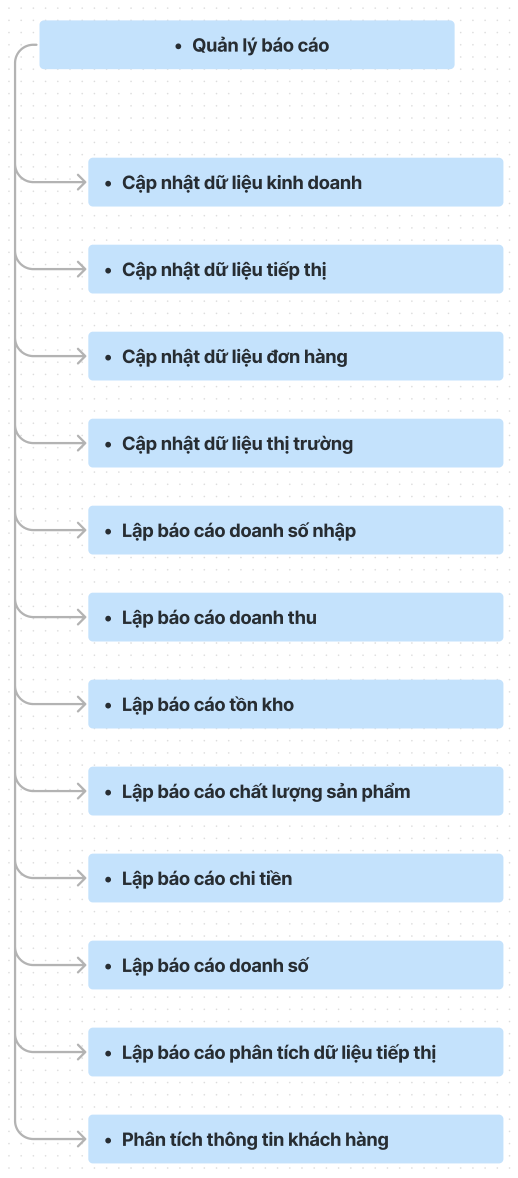 • Quản lý báo cáo
• Cập nhật dữ liệu kinh doanh
• Cập nhật dữ liệu tiếp thị
• Cập nhật dữ liệu đơn hàng
• Cập nhật dữ liệu thị trường
• Lập báo cáo doanh số nhập
• Lập báo cáo doanh thu
• Lập báo cáo tồn kho
• Lập báo cáo chất lượng sản phẩm
• Lập báo cáo chi tiền
• Lập báo cáo doanh số
• Lập báo cáo phân tích dữ liệu tiếp thị
• Phân tích thông tin khách hàng